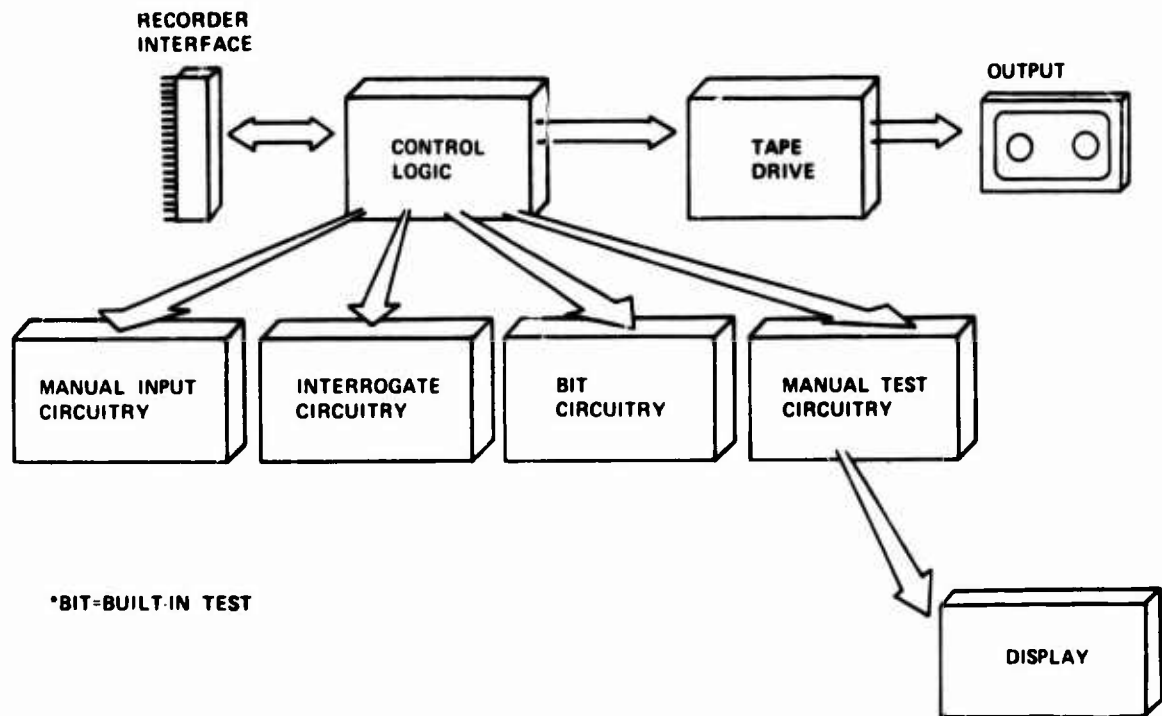 RECORDER
INTERFACE
OUTPUT
CONTROL
LOGIC
TAPE
DRIVE
MANUAL INPUT
CIRCUITRY
INTERROGATE
CIRCUITRY
BIT
CIRCUITRY
MANUAL TEST
CIRCUITRY
*BIT=BUILT-IN TEST
DISPLAY